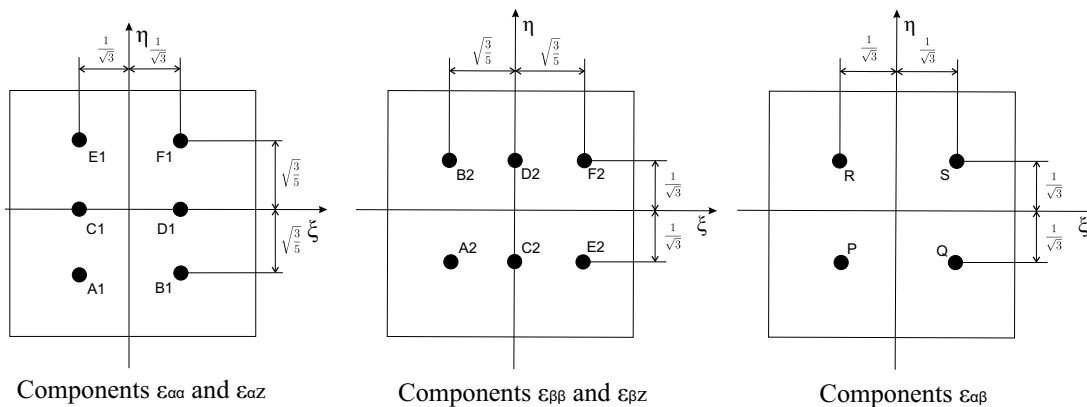 η
1/√3 1/√3
E1 F1
√3/5
ξ
C1 D1
√3/5
A1 B1
Components εαα and εαz
η
√3/5 √3/5
B2 D2 F2
1/√3
ξ
A2 C2 E2
1/√3
Components εββ and εβz
η
1/√3 1/√3
R S
1/√3
ξ
P Q
1/√3
Components εαβ